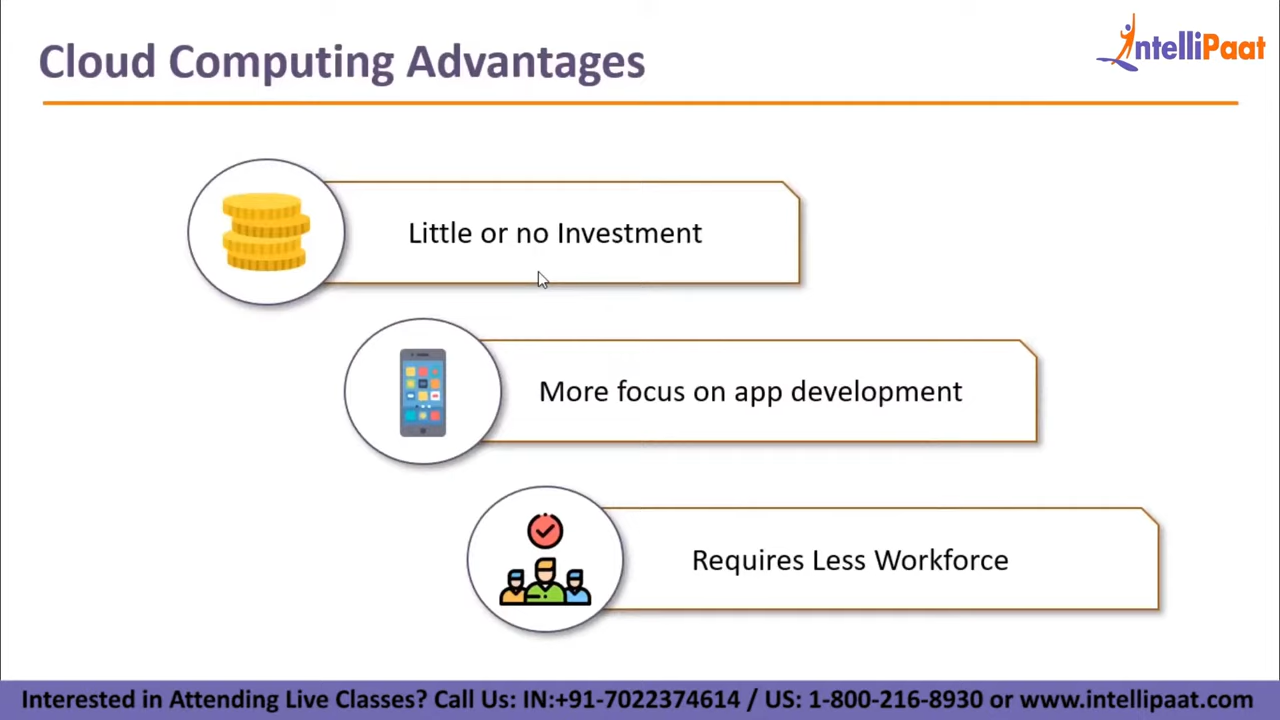 Cloud Computing Advantages
IntelliPaat
Little or no Investment
More focus on app development
Requires Less Workforce
Interested in Attending Live Classes? Call Us: IN:+91-7022374614 / US: 1-800-216-8930 or www.intellipaat.com